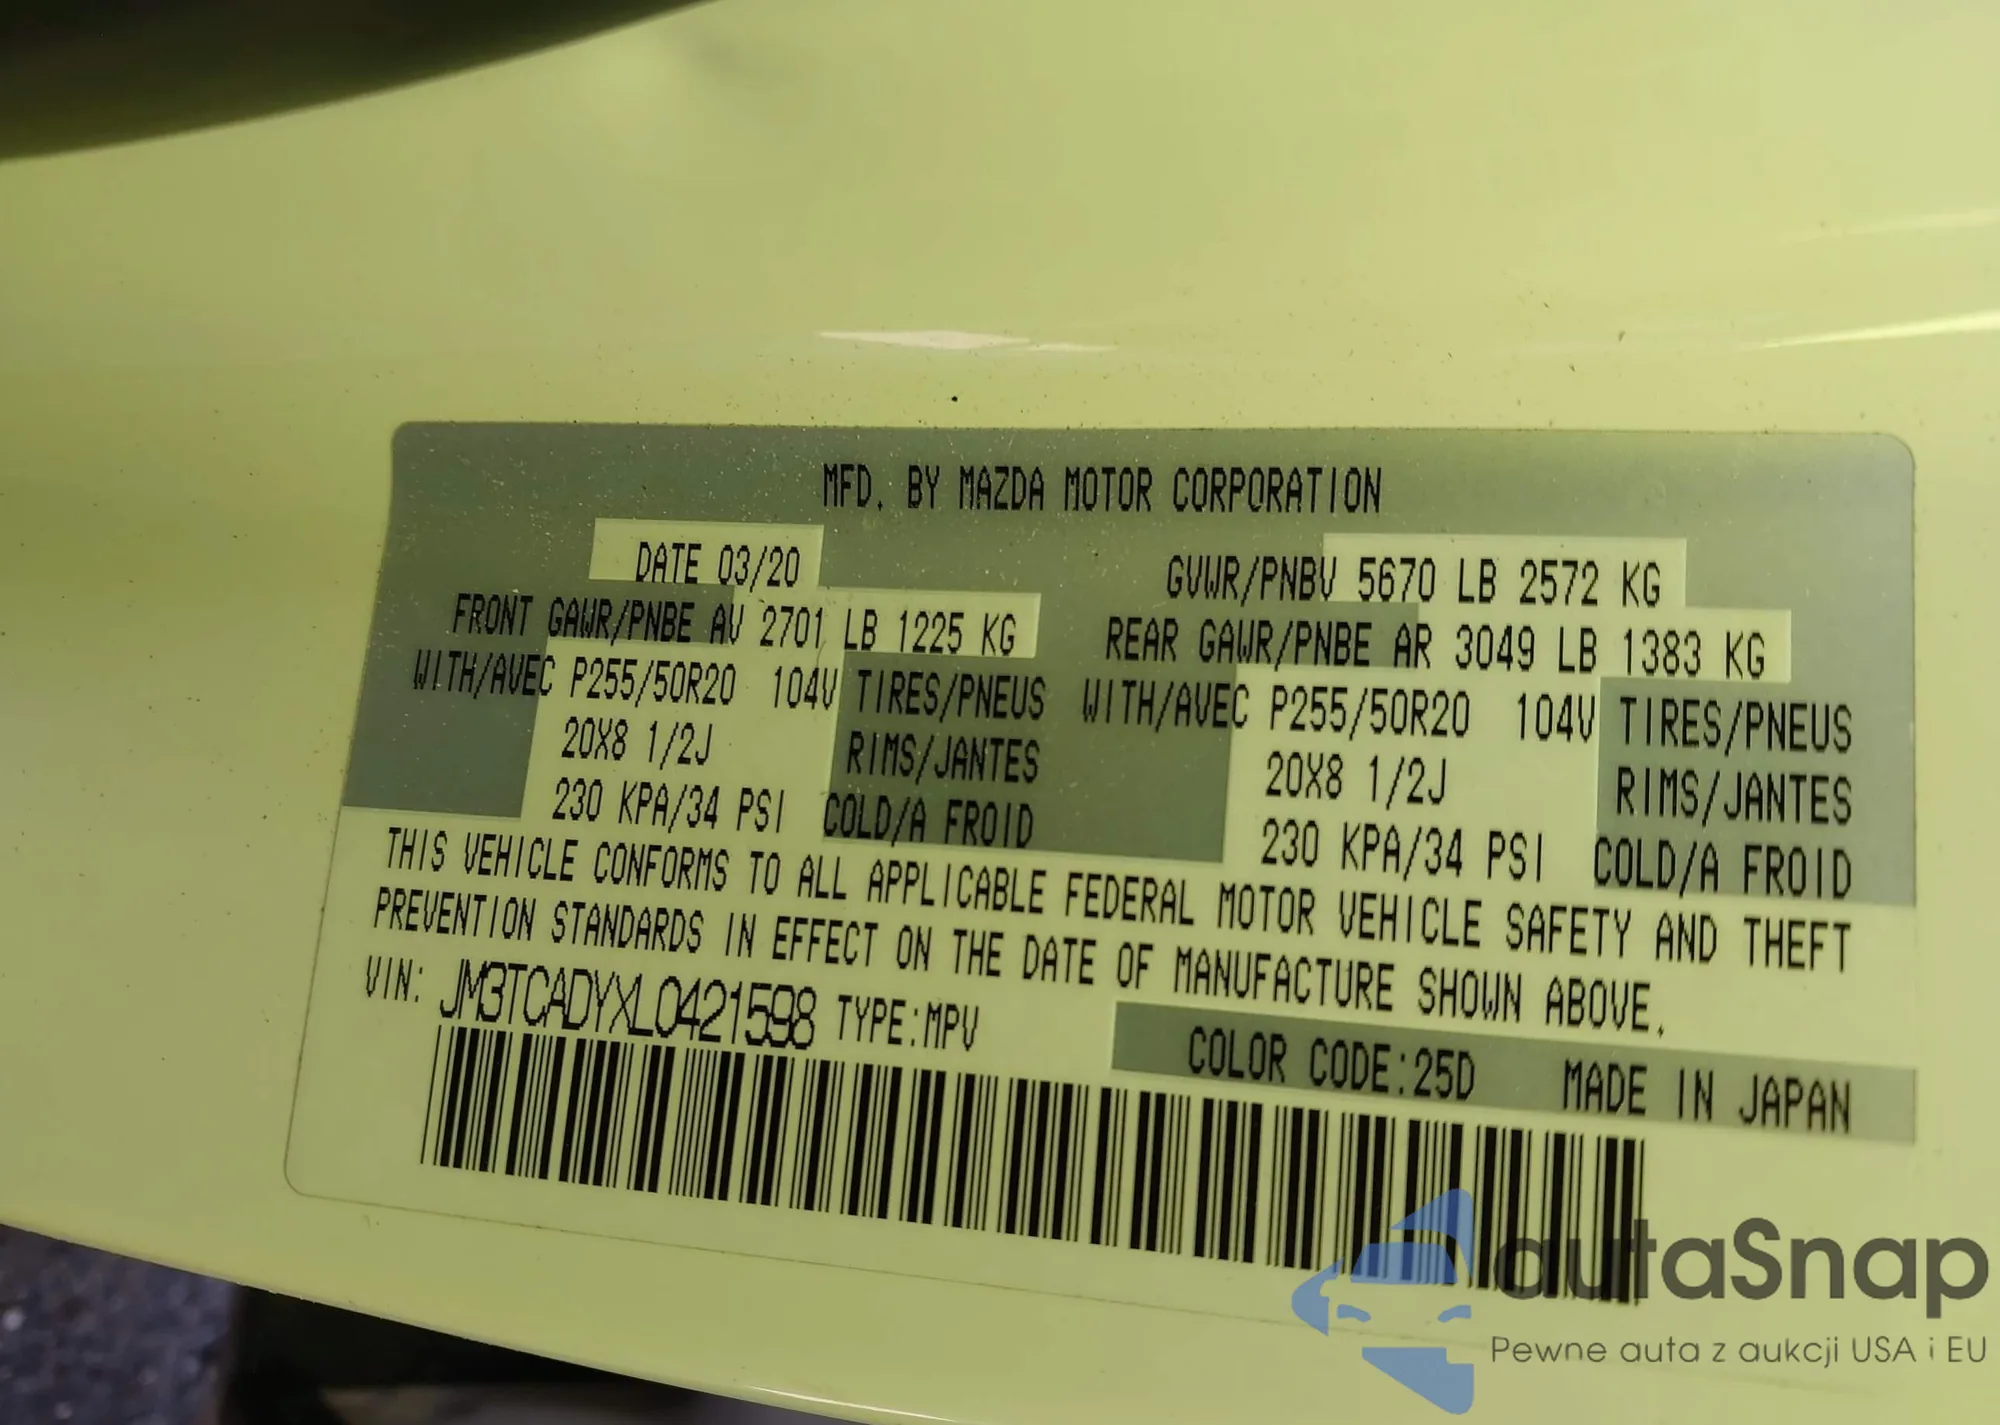 MFD. BY MAZDA MOTOR CORPORATION
DATE 03/20 GVWR/PNBV 5670 LB 2572 KG
FRONT GAWR/PNBE AV 2701 LB 1225 KG REAR GAWR/PNBE AR 3049 LB 1383 KG
WITH/AVEC P255/50R20 104V TIRES/PNEUS WITH/AVEC P255/50R20 104V TIRES/PNEUS
20X8 1/2J RIMS/JANTES 20X8 1/2J RIMS/JANTES
230 KPA/34 PSI COLD/A FROID 230 KPA/34 PSI COLD/A FROID
THIS VEHICLE CONFORMS TO ALL APPLICABLE FEDERAL MOTOR VEHICLE SAFETY AND THEFT
PREVENTION STANDARDS IN EFFECT ON THE DATE OF MANUFACTURE SHOWN ABOVE.
VIN: JM3TCADYXL0421598 TYPE:MPV
COLOR CODE:25D MADE IN JAPAN
autaSnap
Pewne auta z aukcji USA i EU